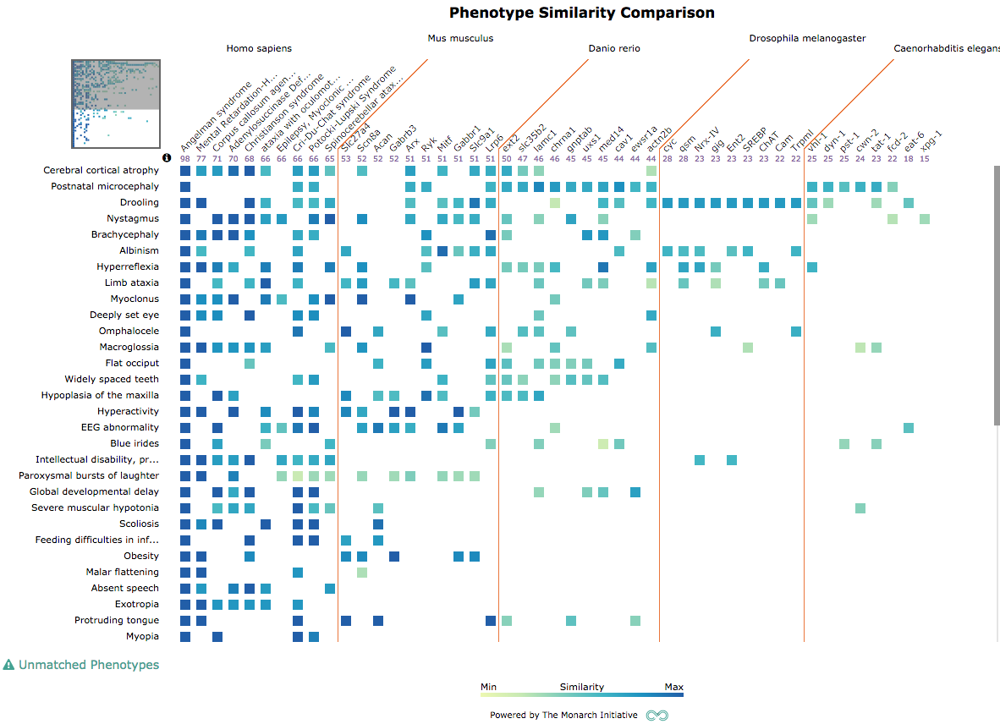 Phenotype Similarity Comparison
Homo sapiens
Mus musculus
Danio rerio
Drosophila melanogaster
Caenorhabditis elegans
Angelman syndrome
Mental Retardation-H...
Corpus callosum agen...
Adenylosuccinase Def...
Christianson syndrome
ataxia with oculomot...
Epilepsy, Myoclonic ...
Cri-Du-Chat syndrome
Potocki-Lupski Syndrome
Spinocerebellar atax...
Slc27a4
Scn8a
Acan
Gabrb3
Arx
Ryk
Mitf
Gabbr1
Slc9a1
Lrp6
ext2
slc35b2
lamc1
chrna1
gnptab
uxs1
med14
cav1
ewsr1a
actn2b
cyc
qsm
Nrx-IV
gig
Ent2
SREBP
ChAT
Cam
Trpml
vhl-1
dyn-1
pst-1
cwn-2
tat-1
fcd-2
eat-6
xpg-1
98 77 71 70 68 66 66 66 66 65 53 52 52 52 51 51 51 51 51 51 50 47 46 46 45 45 44 44 44 44 28 28 23 23 23 23 23 22 22 25 25 25 24 23 22 18 15
Cerebral cortical atrophy
Postnatal microcephaly
Drooling
Nystagmus
Brachycephaly
Albinism
Hyperreflexia
Limb ataxia
Myoclonus
Deeply set eye
Omphalocele
Macroglossia
Flat occiput
Widely spaced teeth
Hypoplasia of the maxilla
Hyperactivity
EEG abnormality
Blue irides
Intellectual disability, pr...
Paroxysmal bursts of laughter
Global developmental delay
Severe muscular hypotonia
Scoliosis
Feeding difficulties in inf...
Obesity
Malar flattening
Absent speech
Exotropia
Protruding tongue
Myopia
Unmatched Phenotypes
Min Similarity Max
Powered by The Monarch Initiative